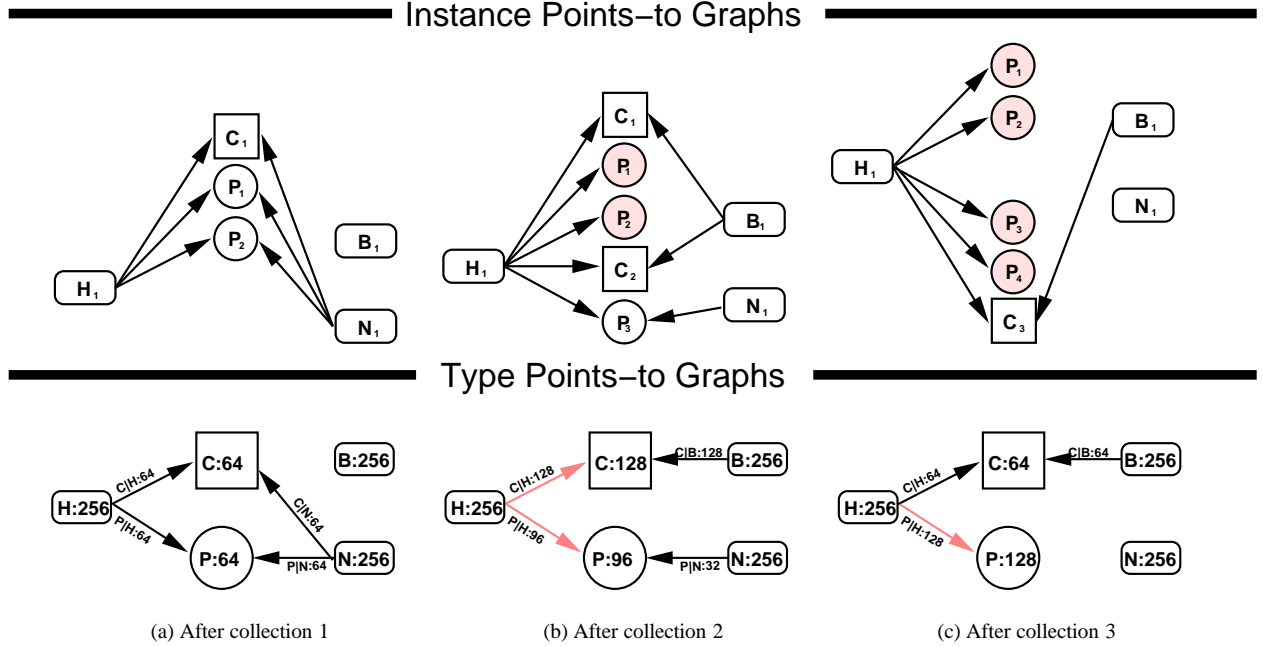 Instance Points−to Graphs
C1
P1
P2
B1
H1
N1
C1
P1
P2
B1
H1
C2
N1
P3
P1
P2
B1
H1
N1
P3
P4
C3
Type Points−to Graphs
C:64
B:256
C|H:64
C|N:64
H:256
P|H:64
P:64
P|N:64
N:256
C:128
C|B:128
B:256
C|H:128
H:256
P|H:96
P:96
P|N:32
N:256
C:64
C|B:64
B:256
C|H:64
H:256
P|H:128
P:128
N:256
(a) After collection 1
(b) After collection 2
(c) After collection 3